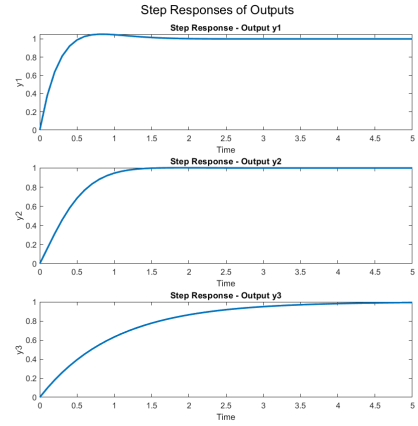 Step Responses of Outputs
Step Response - Output y1
y1
1
0.8
0.6
0.4
0.2
0
0 0.5 1 1.5 2 2.5 3 3.5 4 4.5 5
Time
Step Response - Output y2
y2
1
0.8
0.6
0.4
0.2
0
0 0.5 1 1.5 2 2.5 3 3.5 4 4.5 5
Time
Step Response - Output y3
y3
1
0.8
0.6
0.4
0.2
0
0 0.5 1 1.5 2 2.5 3 3.5 4 4.5 5
Time